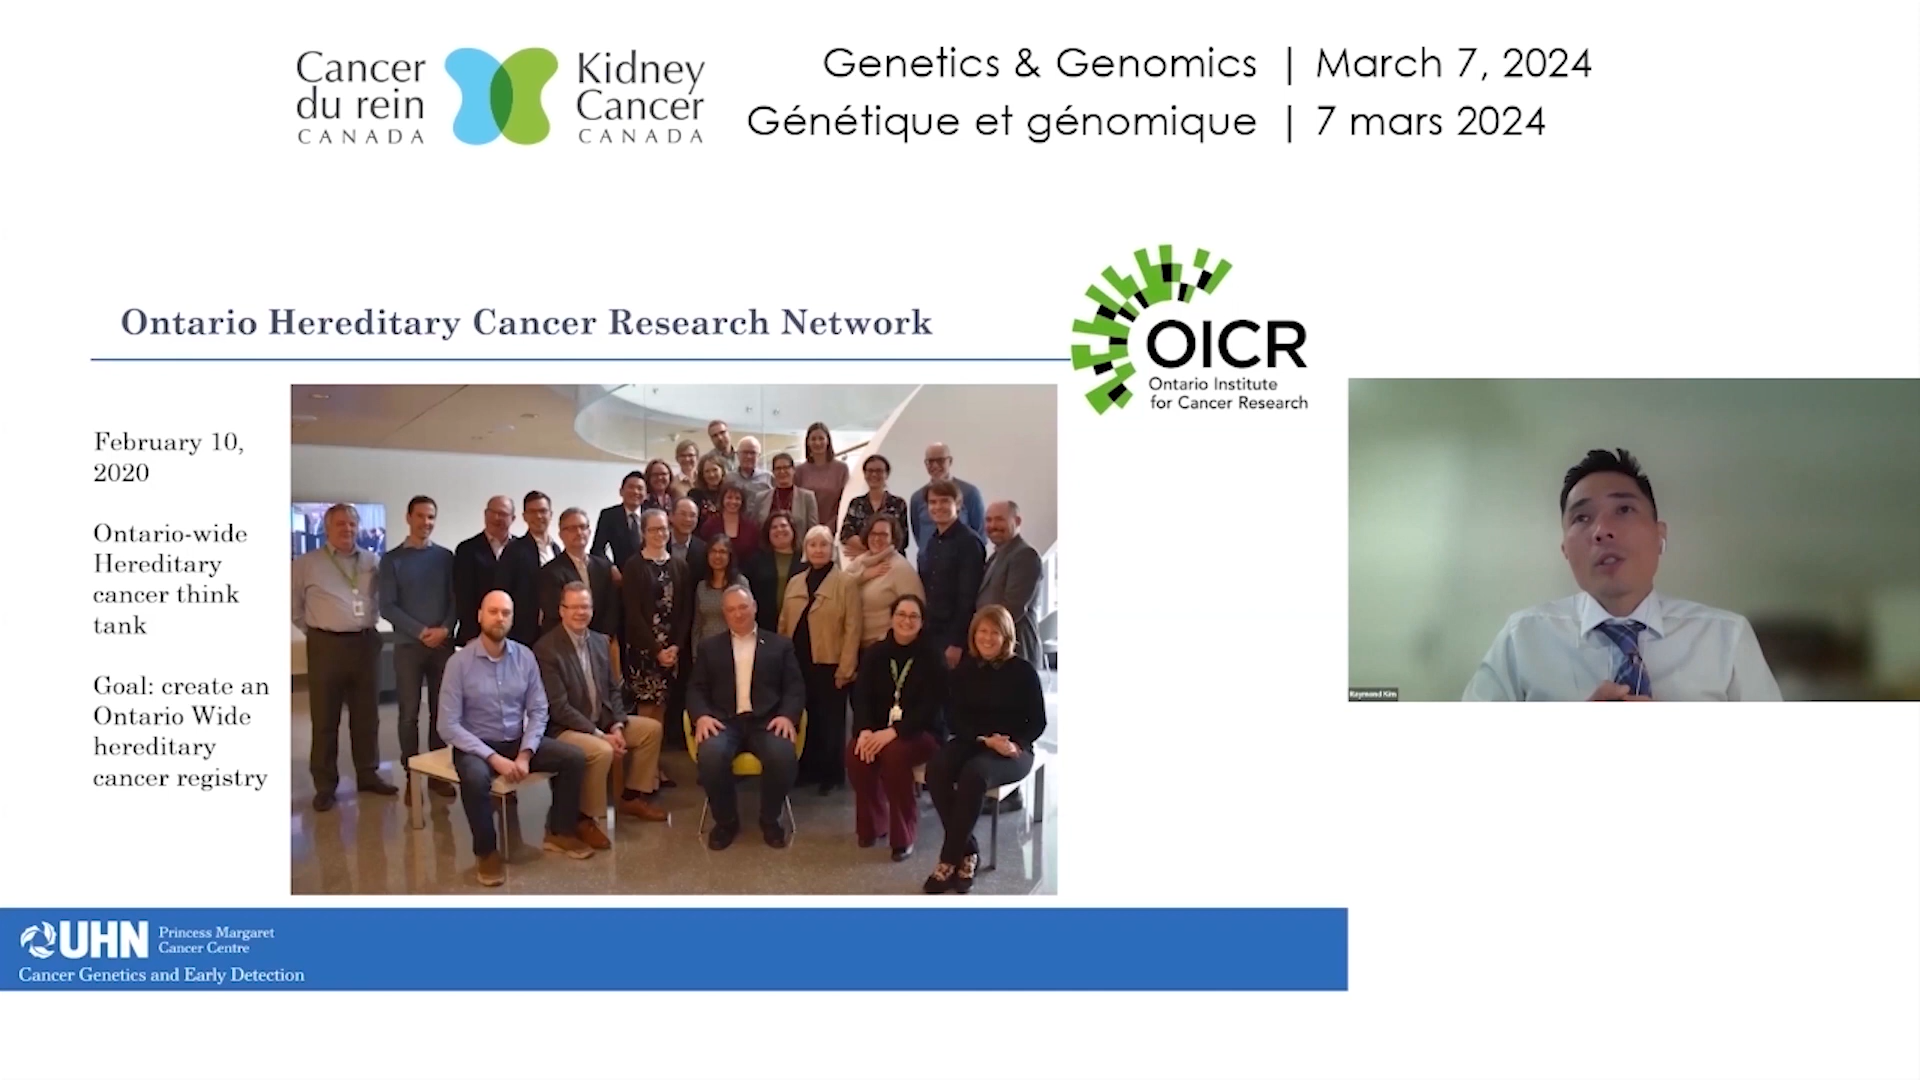 Cancer
du rein
CANADA
Kidney
Cancer
CANADA
Genetics & Genomics | March 7, 2024
Génétique et génomique | 7 mars 2024
Ontario Hereditary Cancer Research Network
OICR
Ontario Institute
for Cancer Research
February 10,
2020
Ontario-wide
Hereditary
cancer think
tank
Goal: create an
Ontario Wide
hereditary
cancer registry
Raymond Kim
UHN
Princess Margaret
Cancer Centre
Cancer Genetics and Early Detection